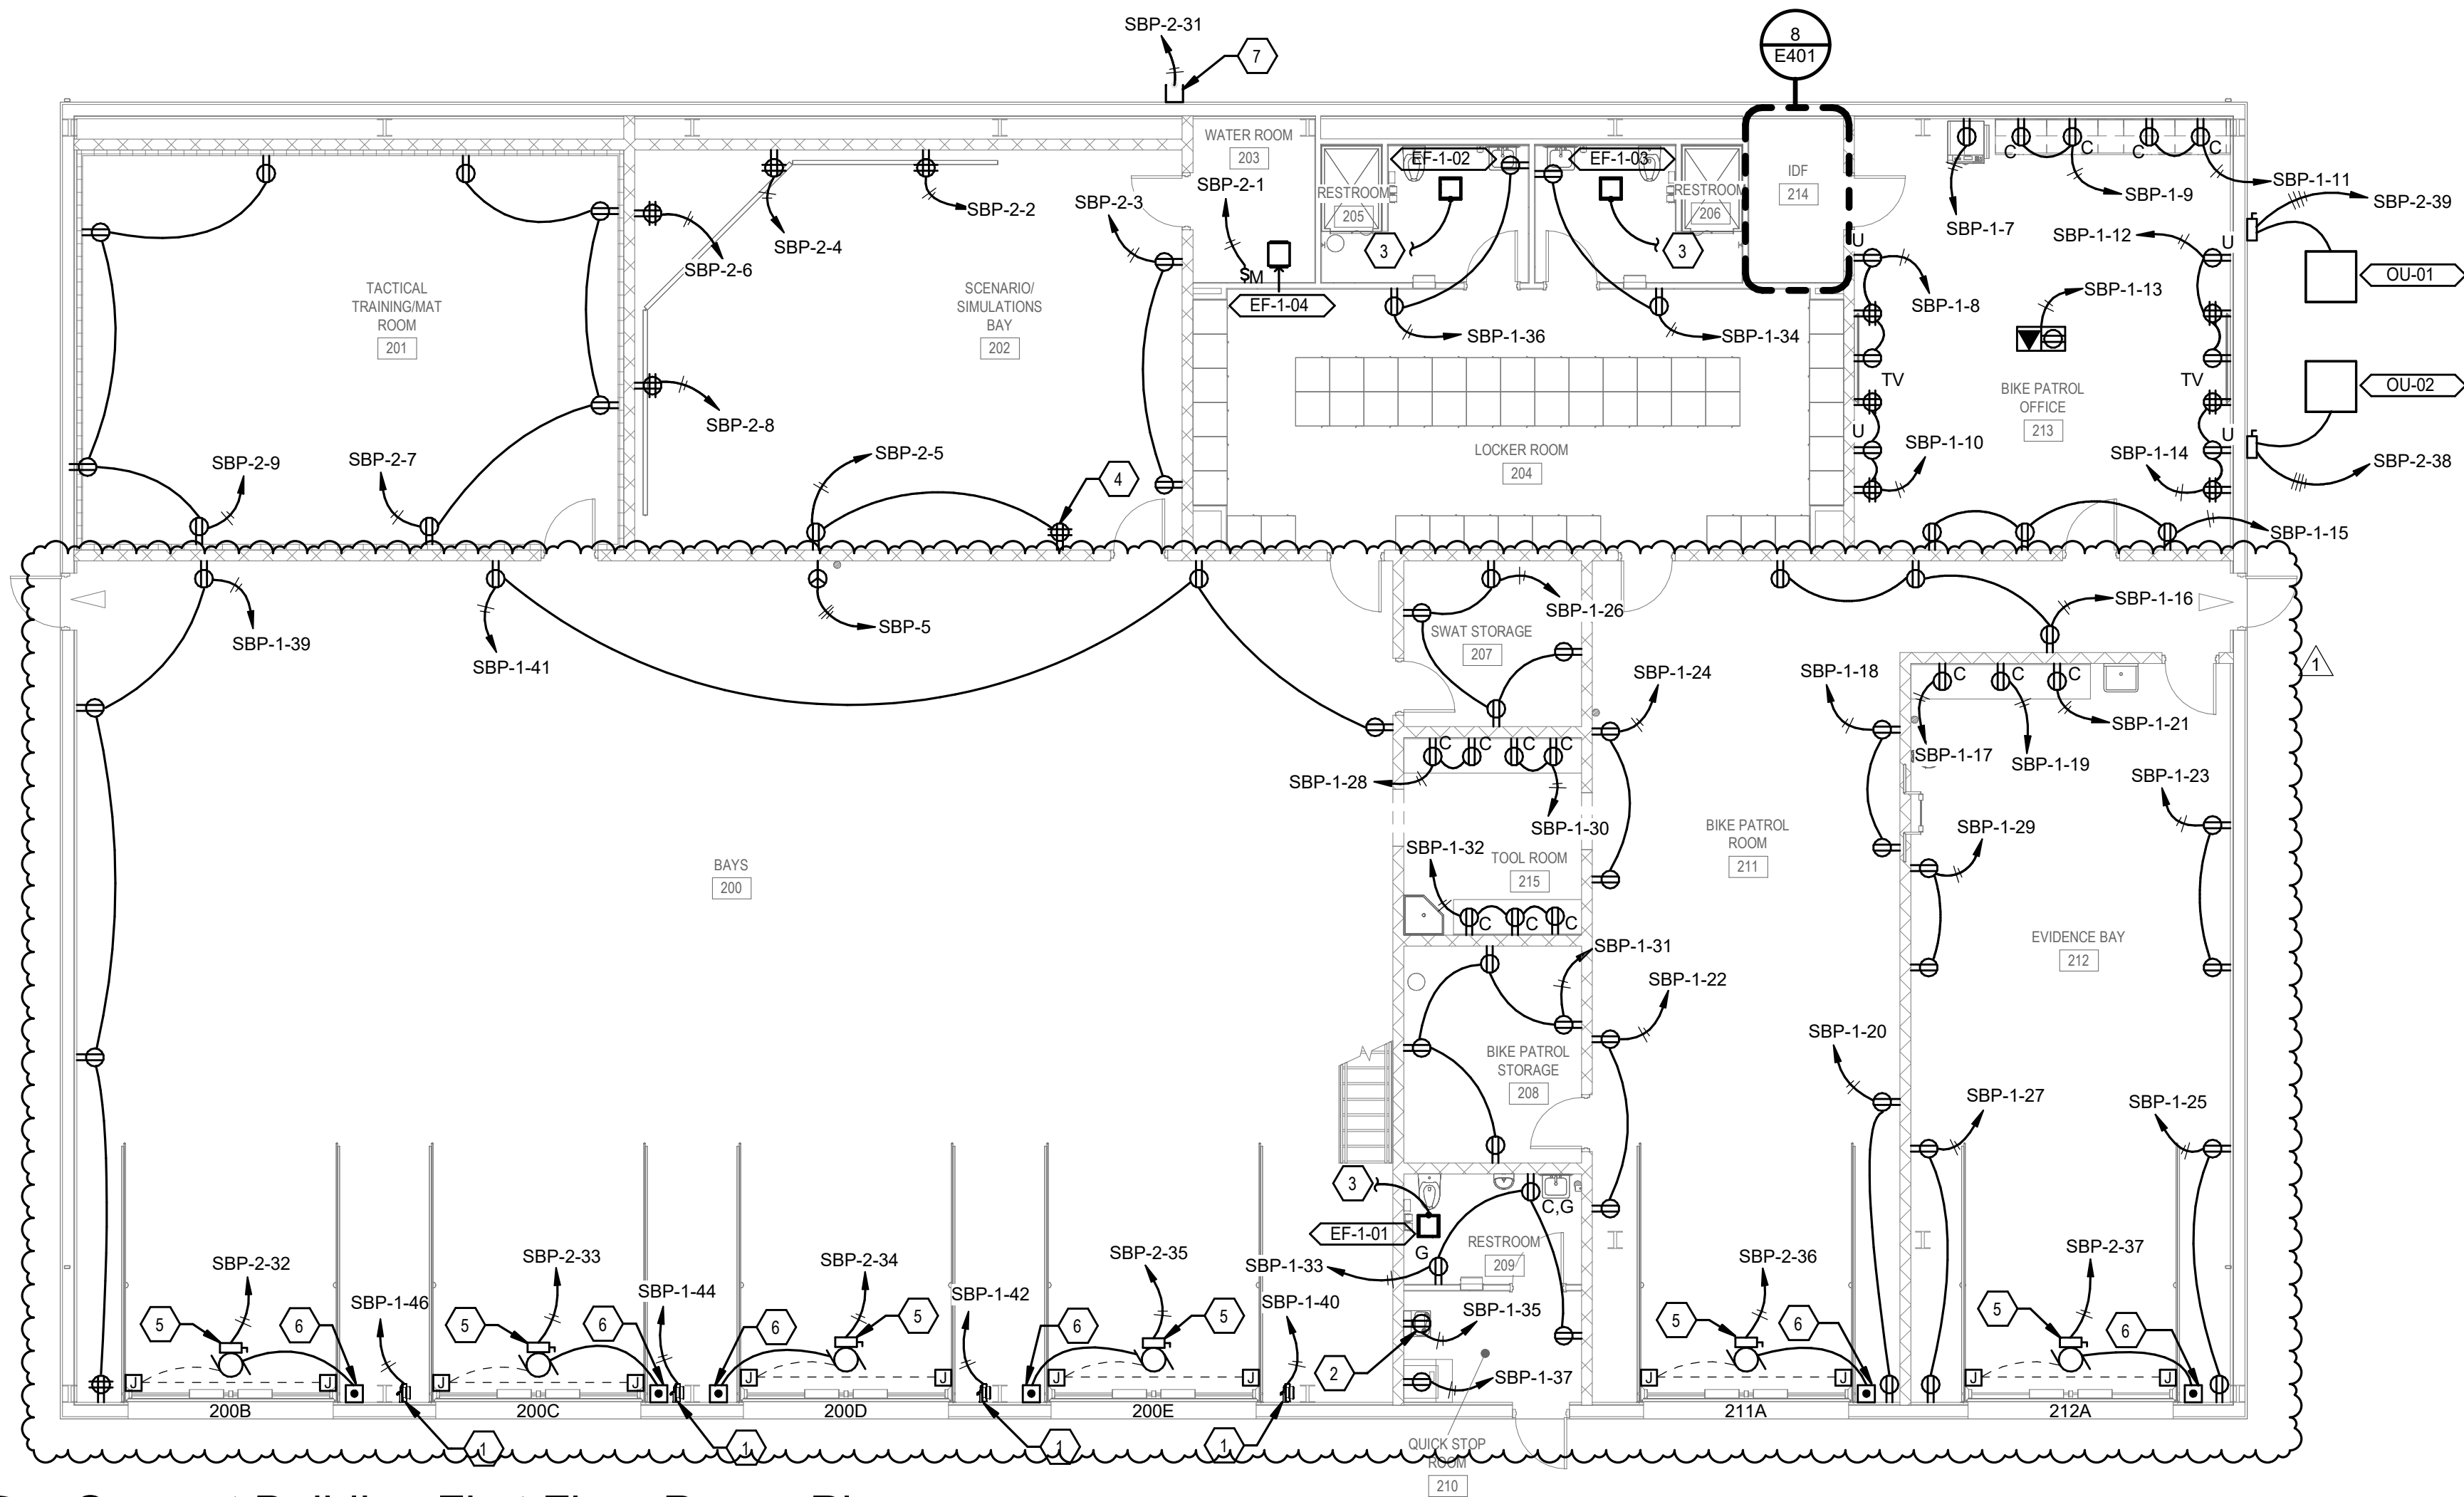 SBP-2-31
7
8
E401
WATER ROOM
203
EF-1-02
EF-1-03
RESTROOM
205
RESTROOM
206
IDF
214
C
C
C
C
SBP-1-7
SBP-1-9
SBP-1-11
SBP-2-39
SBP-2-1
SBP-2-3
SBP-2-2
SBP-2-4
SBP-2-6
3
3
$M
EF-1-04
U
SBP-1-12
U
OU-01
SBP-1-8
SBP-1-13
TACTICAL
TRAINING/MAT
ROOM
201
SCENARIO/
SIMULATIONS
BAY
202
SBP-1-36
SBP-1-34
TV
TV
OU-02
BIKE PATROL
OFFICE
213
SBP-2-8
U
U
SBP-2-9
SBP-2-7
SBP-2-5
4
LOCKER ROOM
204
SBP-1-10
SBP-1-14
SBP-2-38
SBP-1-15
SBP-1-39
SBP-1-41
SBP-5
SBP-1-26
SWAT STORAGE
207
SBP-1-16
1
SBP-1-24
SBP-1-18
C
C
C
SBP-1-21
SBP-1-17
SBP-1-19
C
C
C
C
SBP-1-28
SBP-1-30
SBP-1-23
SBP-1-29
BIKE PATROL
ROOM
211
SBP-1-32
TOOL ROOM
215
BAYS
200
C
C
C
SBP-1-31
SBP-1-22
EVIDENCE BAY
212
BIKE PATROL
STORAGE
208
SBP-1-20
SBP-1-27
SBP-1-25
3
C,G
EF-1-01
G
RESTROOM
209
SBP-1-33
SBP-2-32
SBP-2-33
SBP-2-34
SBP-2-35
SBP-2-36
SBP-2-37
SBP-1-46
SBP-1-44
SBP-1-42
SBP-1-40
SBP-1-35
5
6
5
6
6
5
6
5
2
SBP-1-37
5
6
5
6
J
J
J
J
J
J
J
J
J
J
J
J
200B
200C
200D
200E
211A
212A
1
1
1
1
QUICK STOP
ROOM
210